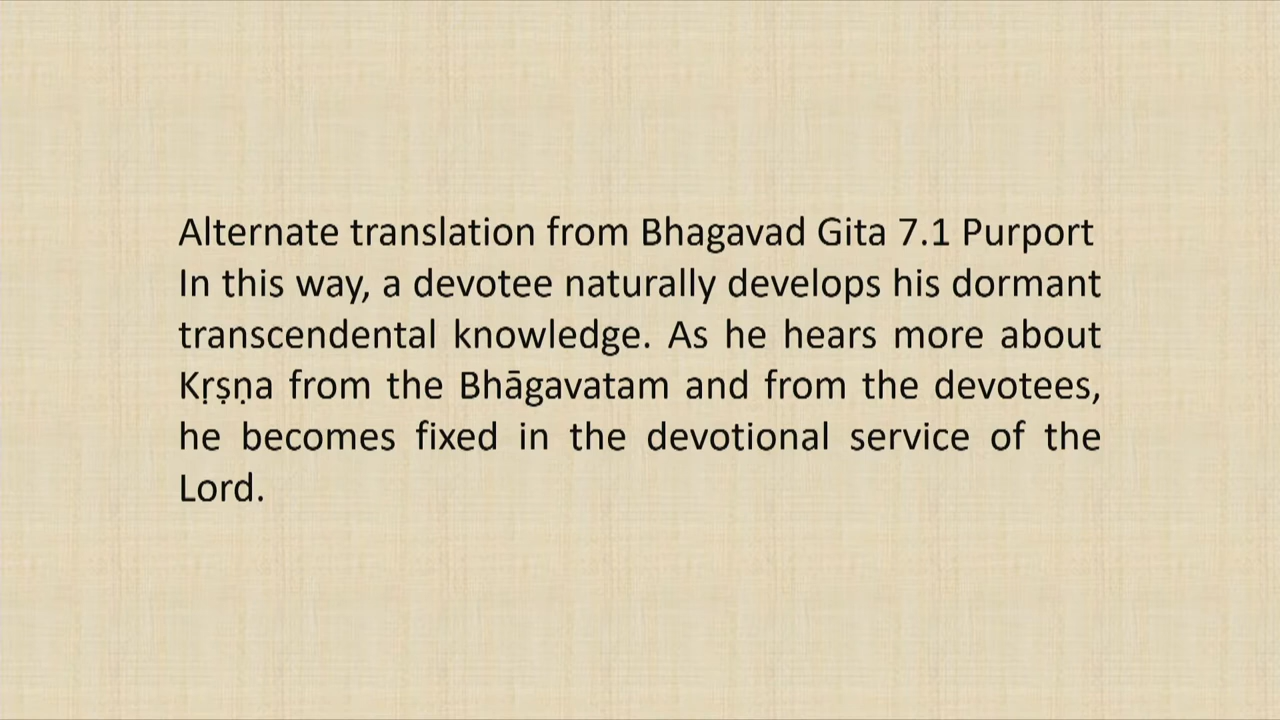 Alternate translation from Bhagavad Gita 7.1 Purport
In this way, a devotee naturally develops his dormant
transcendental knowledge. As he hears more about
Kṛṣṇa from the Bhāgavatam and from the devotees,
he becomes fixed in the devotional service of the
Lord.